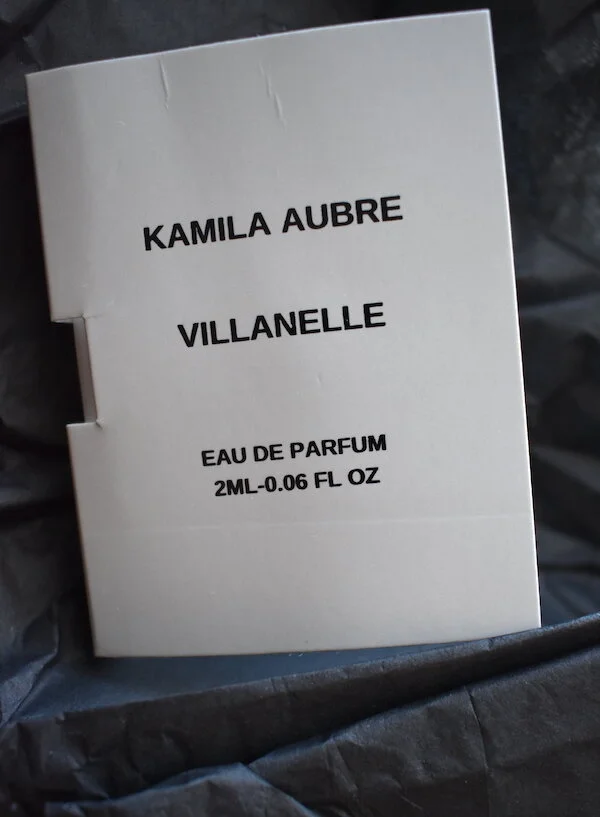 KAMILA AUBRE
VILLANELLE
EAU DE PARFUM
2ML-0.06 FL OZ